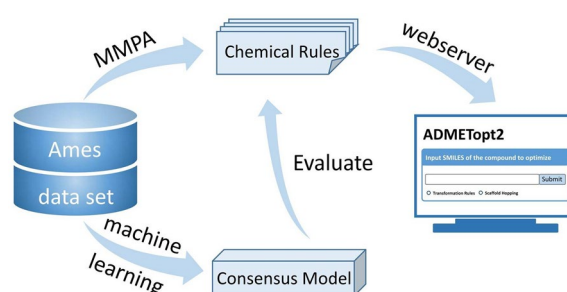 MMPA
Chemical Rules
webserver
Ames
data set
Evaluate
ADMETopt2
Input SMILES of the compound to optimize
Submit
Transformation Rules
Scaffold Hopping
machine
learning
Consensus Model